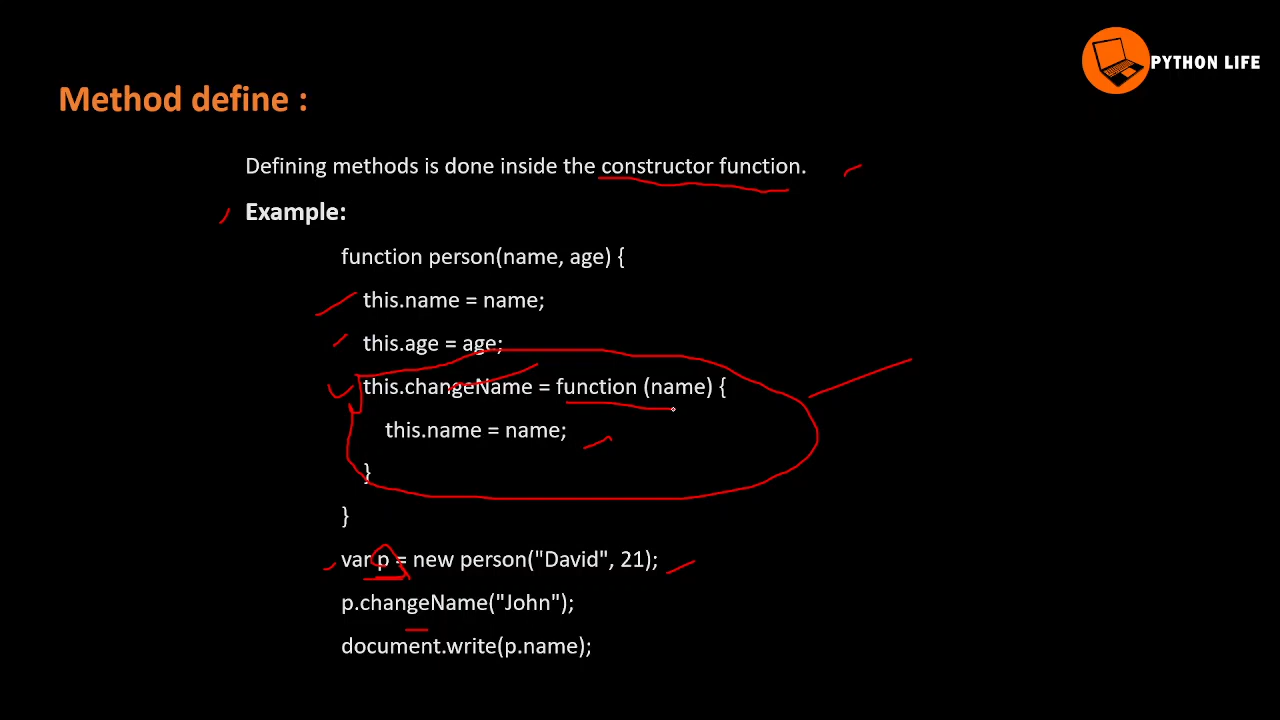 PYTHON LIFE
Method define :
Defining methods is done inside the constructor function.
Example:
function person(name, age) {
this.name = name;
this.age = age;
this.changeName = function (name) {
this.name = name;
}
}
var p = new person("David", 21);
p.changeName("John");
document.write(p.name);